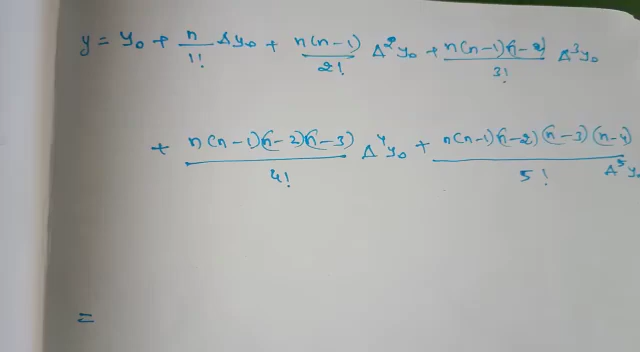 y = y₀ + n/1! Δy₀ + n(n-1)/2! Δ²y₀ + n(n-1)(n-2)/3! Δ³y₀
+ n(n-1)(n-2)(n-3)/4! Δ⁴y₀ + n(n-1)(n-2)(n-3)(n-4)/5! Δ⁵y₀
=